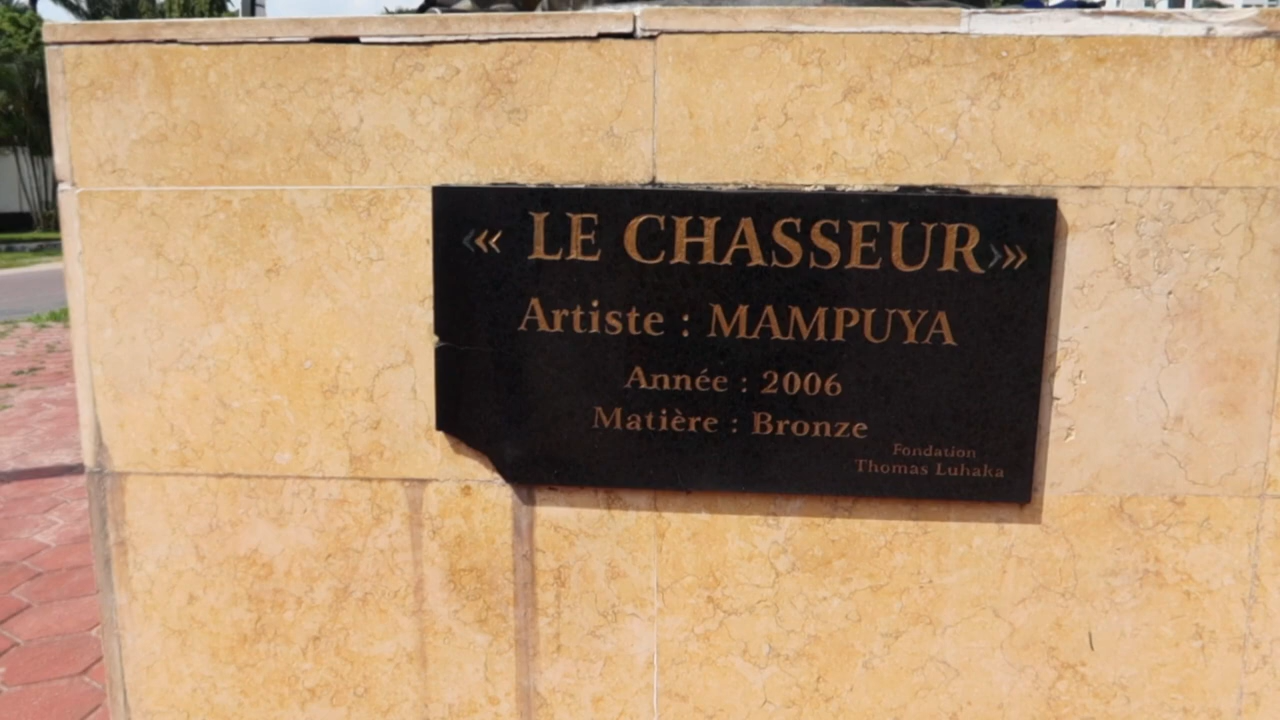 « LE CHASSEUR»
Artiste : MAMPUYA
Année : 2006
Matière : Bronze
Fondation
Thomas Luhaka